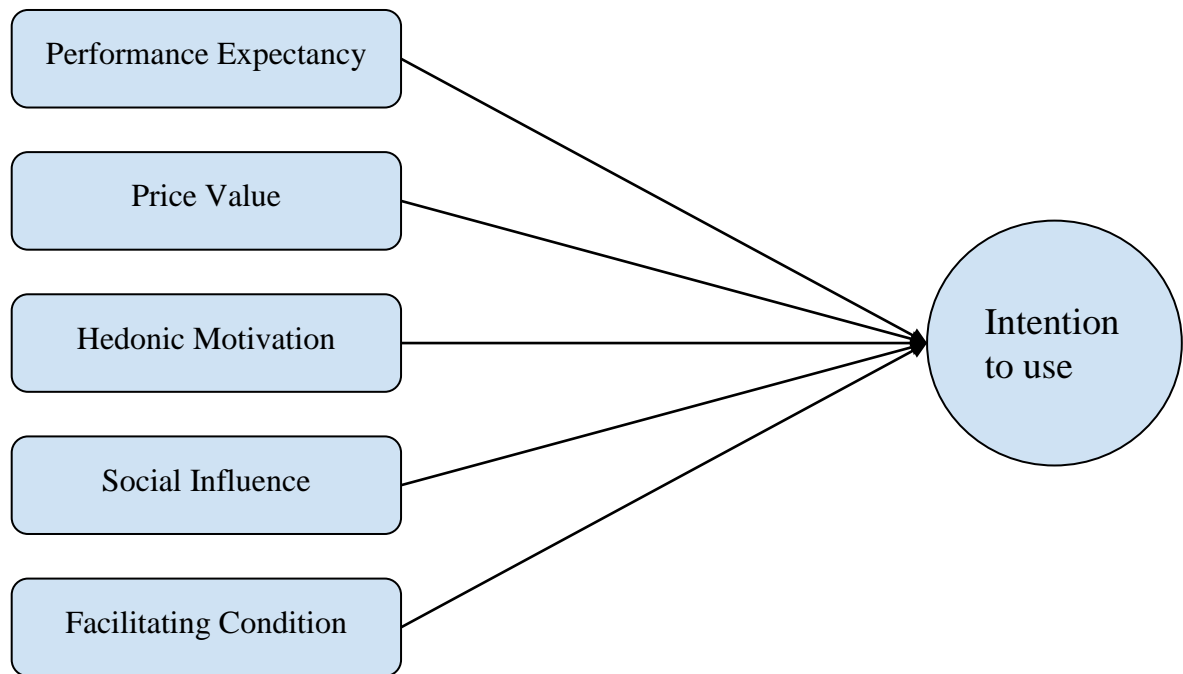 Performance Expectancy
Price Value
Hedonic Motivation
Intention
to use
Social Influence
Facilitating Condition